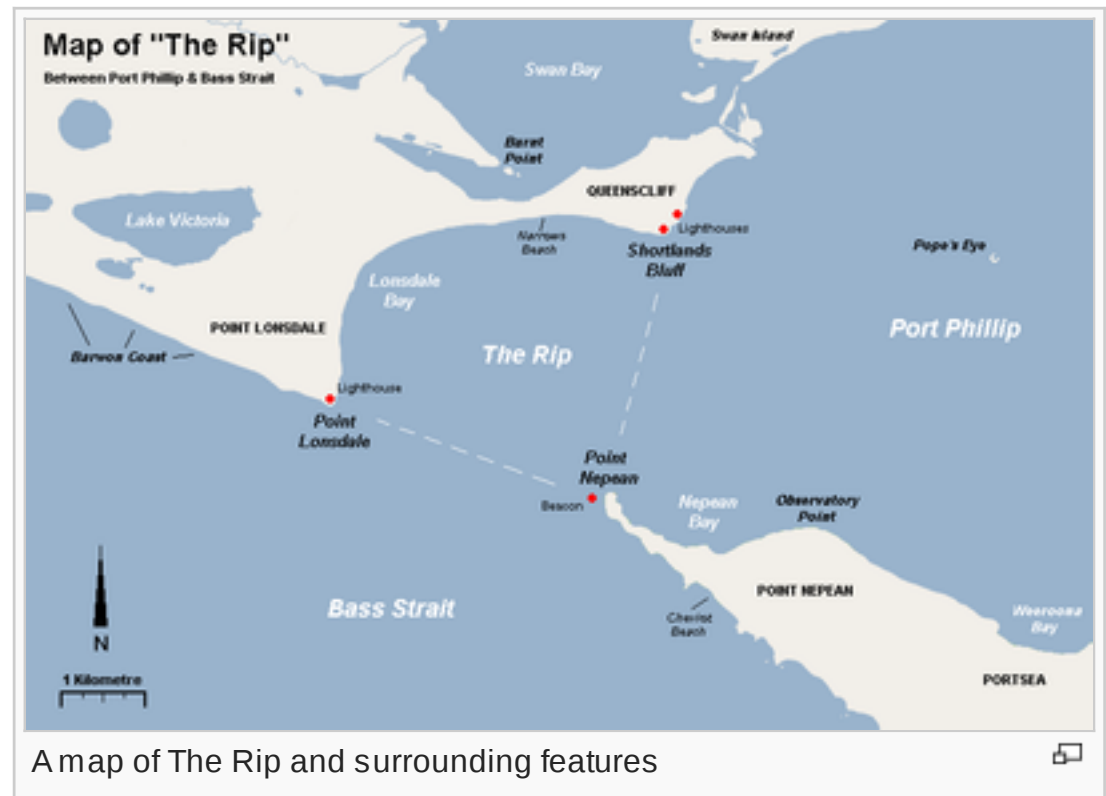 Map of "The Rip"
Between Port Phillip & Bass Strait
Swan Island
Swan Bay
Baret
Point
QUEENSCLIFF
Lake Victoria
Narrows
Beach
Lighthouses
Shortlands
Bluff
Pope's Eye
Lonsdale
Bay
Port Phillip
POINT LONSDALE
The Rip
Barwon Coast
Lighthouse
Point
Lonsdale
Point
Nepean
Beacon
Nepean
Bay
Observatory
Point
POINT NEPEAN
Bass Strait
Cheviot
Beach
Weeroona
Bay
N
1 Kilometre
PORTSEA
A map of The Rip and surrounding features